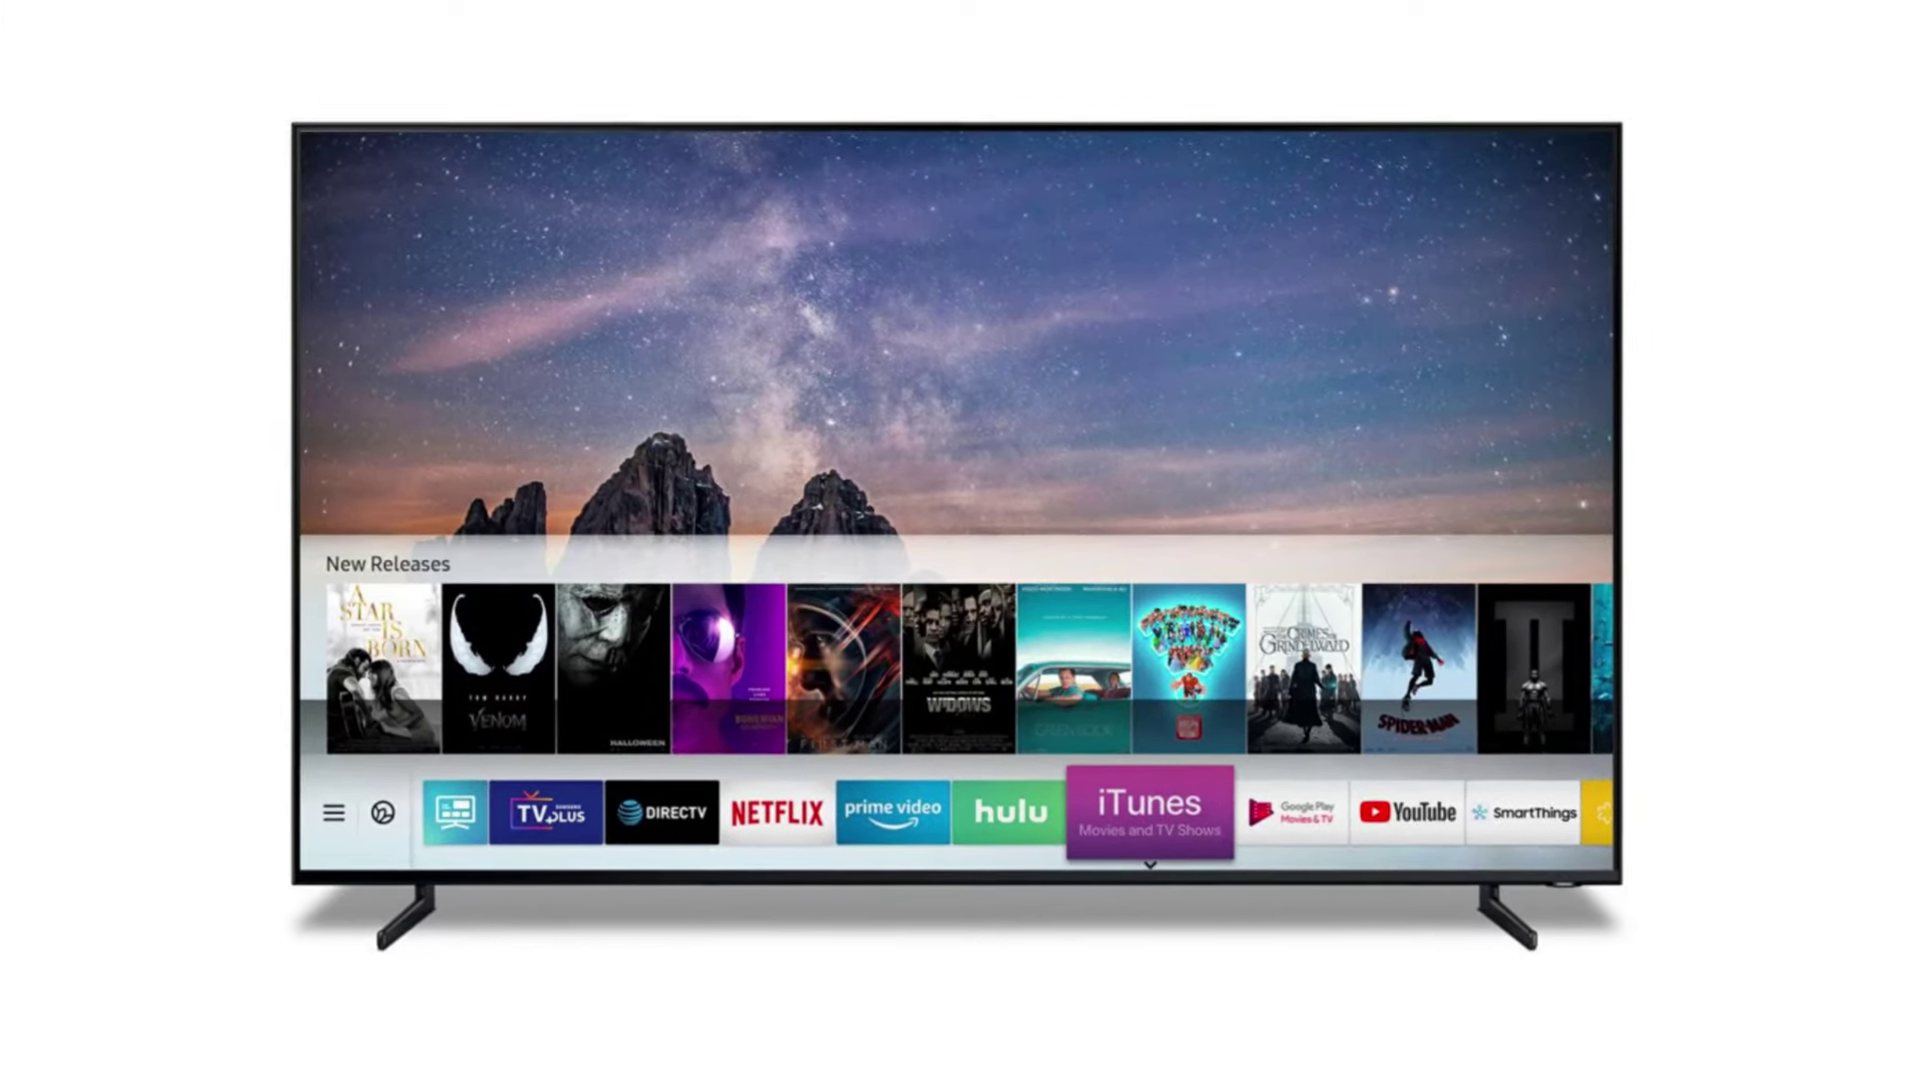 New Releases
A
STAR
IS
BORN
TOM HARDY
VENOM
HALLOWEEN
BOHEMIAN
FIRST MAN
WIDOWS
GREEN BOOK
THE CRIMES OF
GRINDELWALD
SPIDER-MAN
II
TV PLUS
SAMSUNG
DIRECTV
NETFLIX
prime video
hulu
iTunes
Movies and TV Shows
Google Play
Movies & TV
YouTube
SmartThings